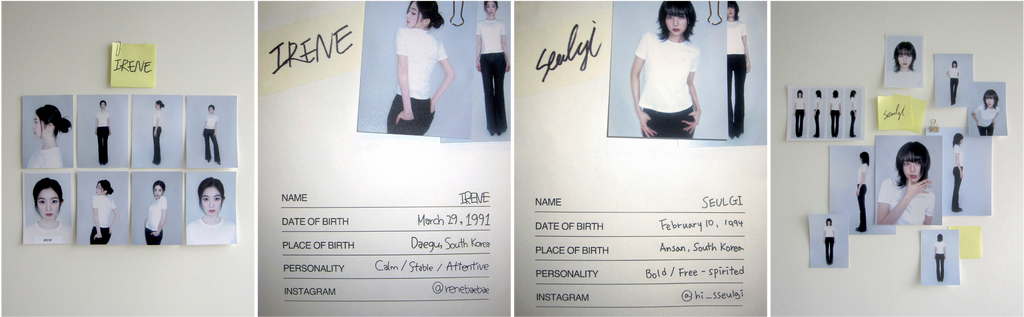 IRENE
IRENE
NAME IRENE
DATE OF BIRTH March 29, 1991
PLACE OF BIRTH Daegu, South Korea
PERSONALITY Calm / Stable / Attentive
INSTAGRAM @renebaebae
seulgi
NAME SEULGI
DATE OF BIRTH February 10, 1994
PLACE OF BIRTH Ansan, South Korea
PERSONALITY Bold / Free-spirited
INSTAGRAM @hi_sseulgi
seulgi